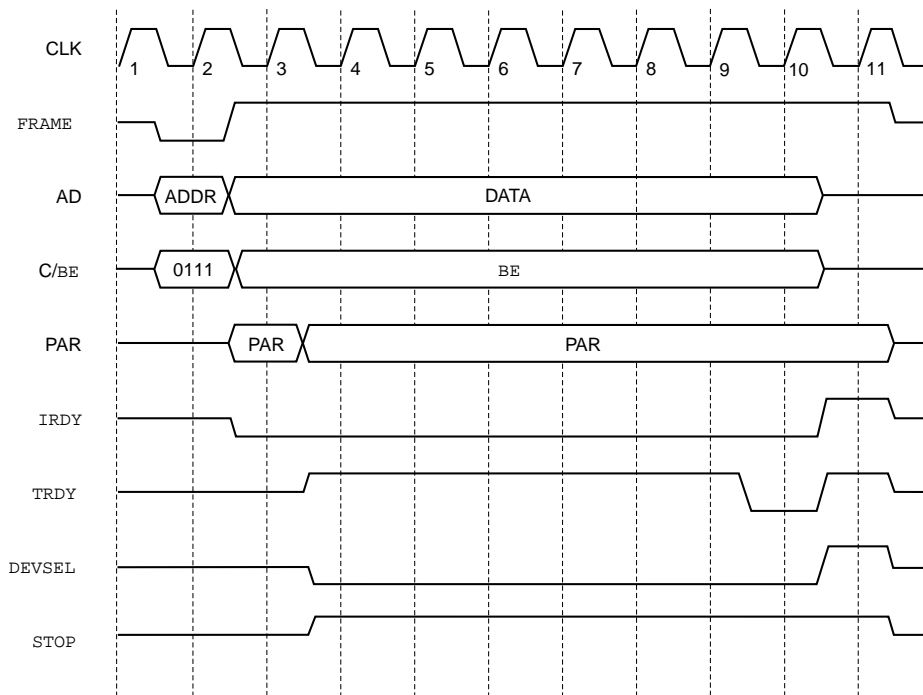 CLK
1 2 3 4 5 6 7 8 9 10 11
FRAME
AD ADDR DATA
C/BE 0111 BE
PAR PAR PAR
IRDY
TRDY
DEVSEL
STOP